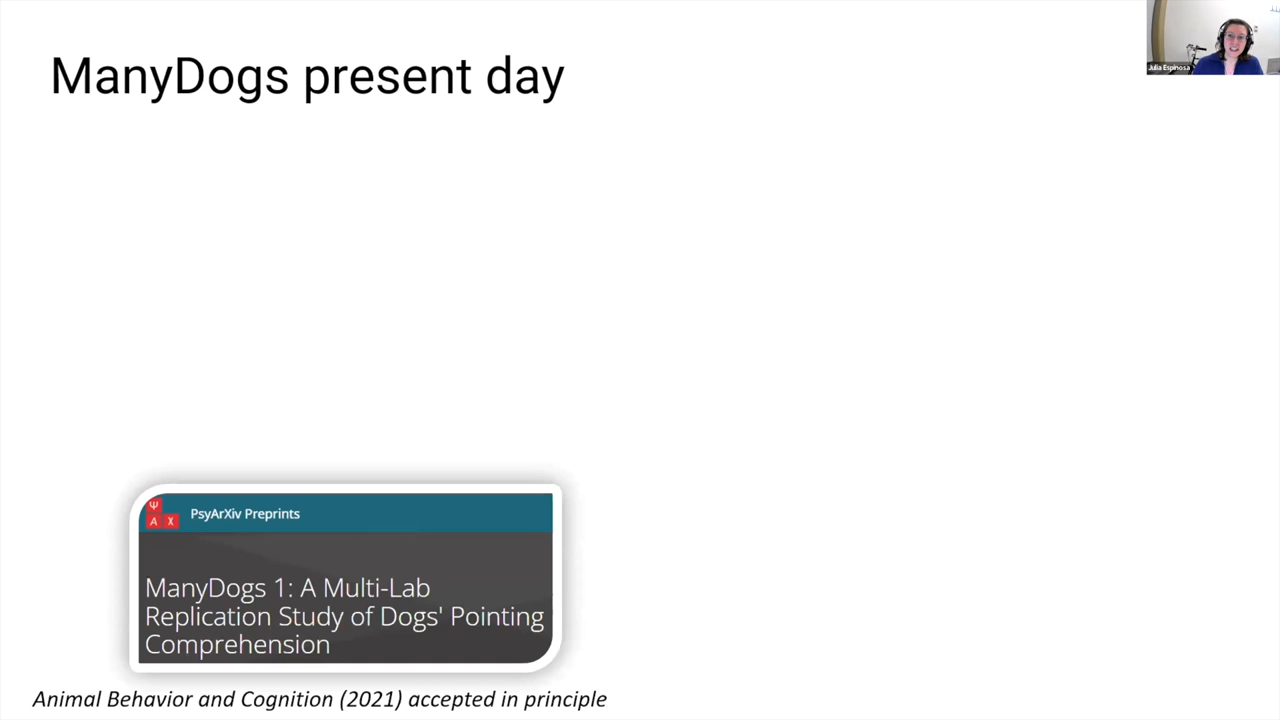 ManyDogs present day
Julia Espinosa
Ψ
A X
PsyArXiv Preprints
ManyDogs 1: A Multi-Lab
Replication Study of Dogs' Pointing
Comprehension
Animal Behavior and Cognition (2021) accepted in principle